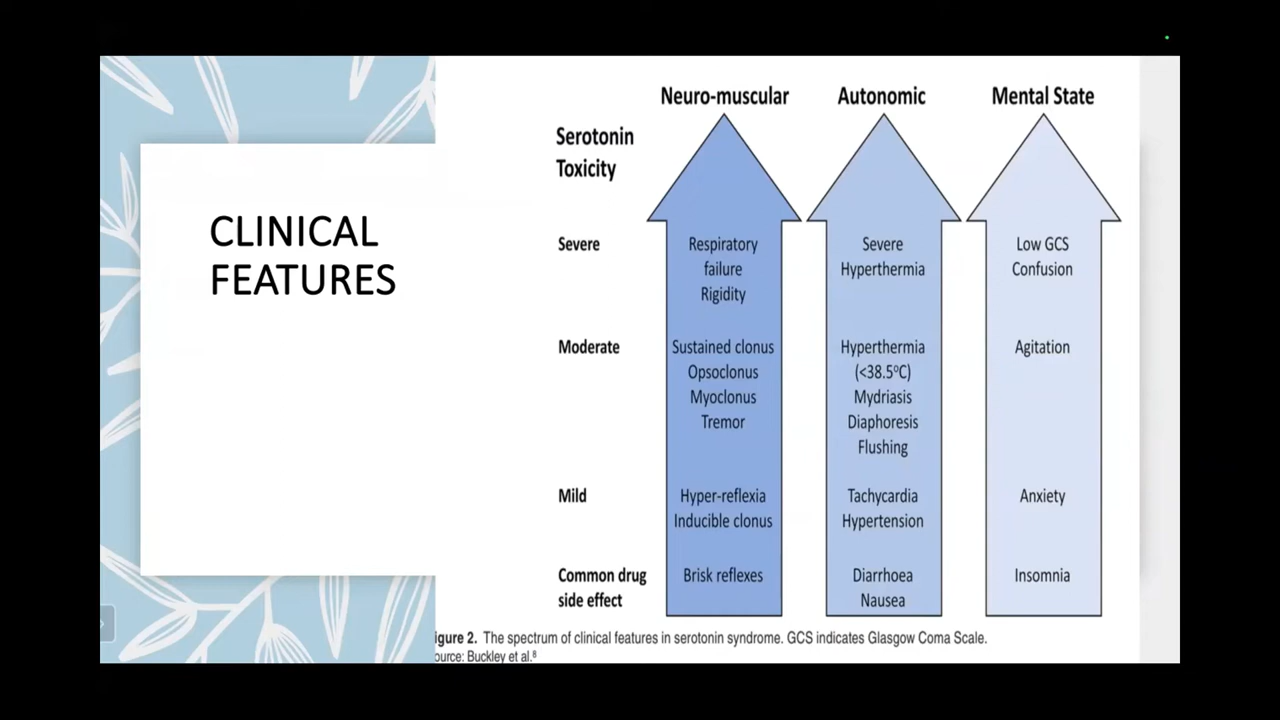 CLINICAL
FEATURES
Neuro-muscular Autonomic Mental State
Serotonin
Toxicity
Severe
Respiratory
failure
Rigidity
Severe
Hyperthermia
Low GCS
Confusion
Moderate
Sustained clonus
Opsoclonus
Myoclonus
Tremor
Hyperthermia
(<38.5°C)
Mydriasis
Diaphoresis
Flushing
Agitation
Mild
Hyper-reflexia
Inducible clonus
Tachycardia
Hypertension
Anxiety
Common drug
side effect
Brisk reflexes
Diarrhoea
Nausea
Insomnia
igure 2. The spectrum of clinical features in serotonin syndrome. GCS indicates Glasgow Coma Scale.
ource: Buckley et al.⁸